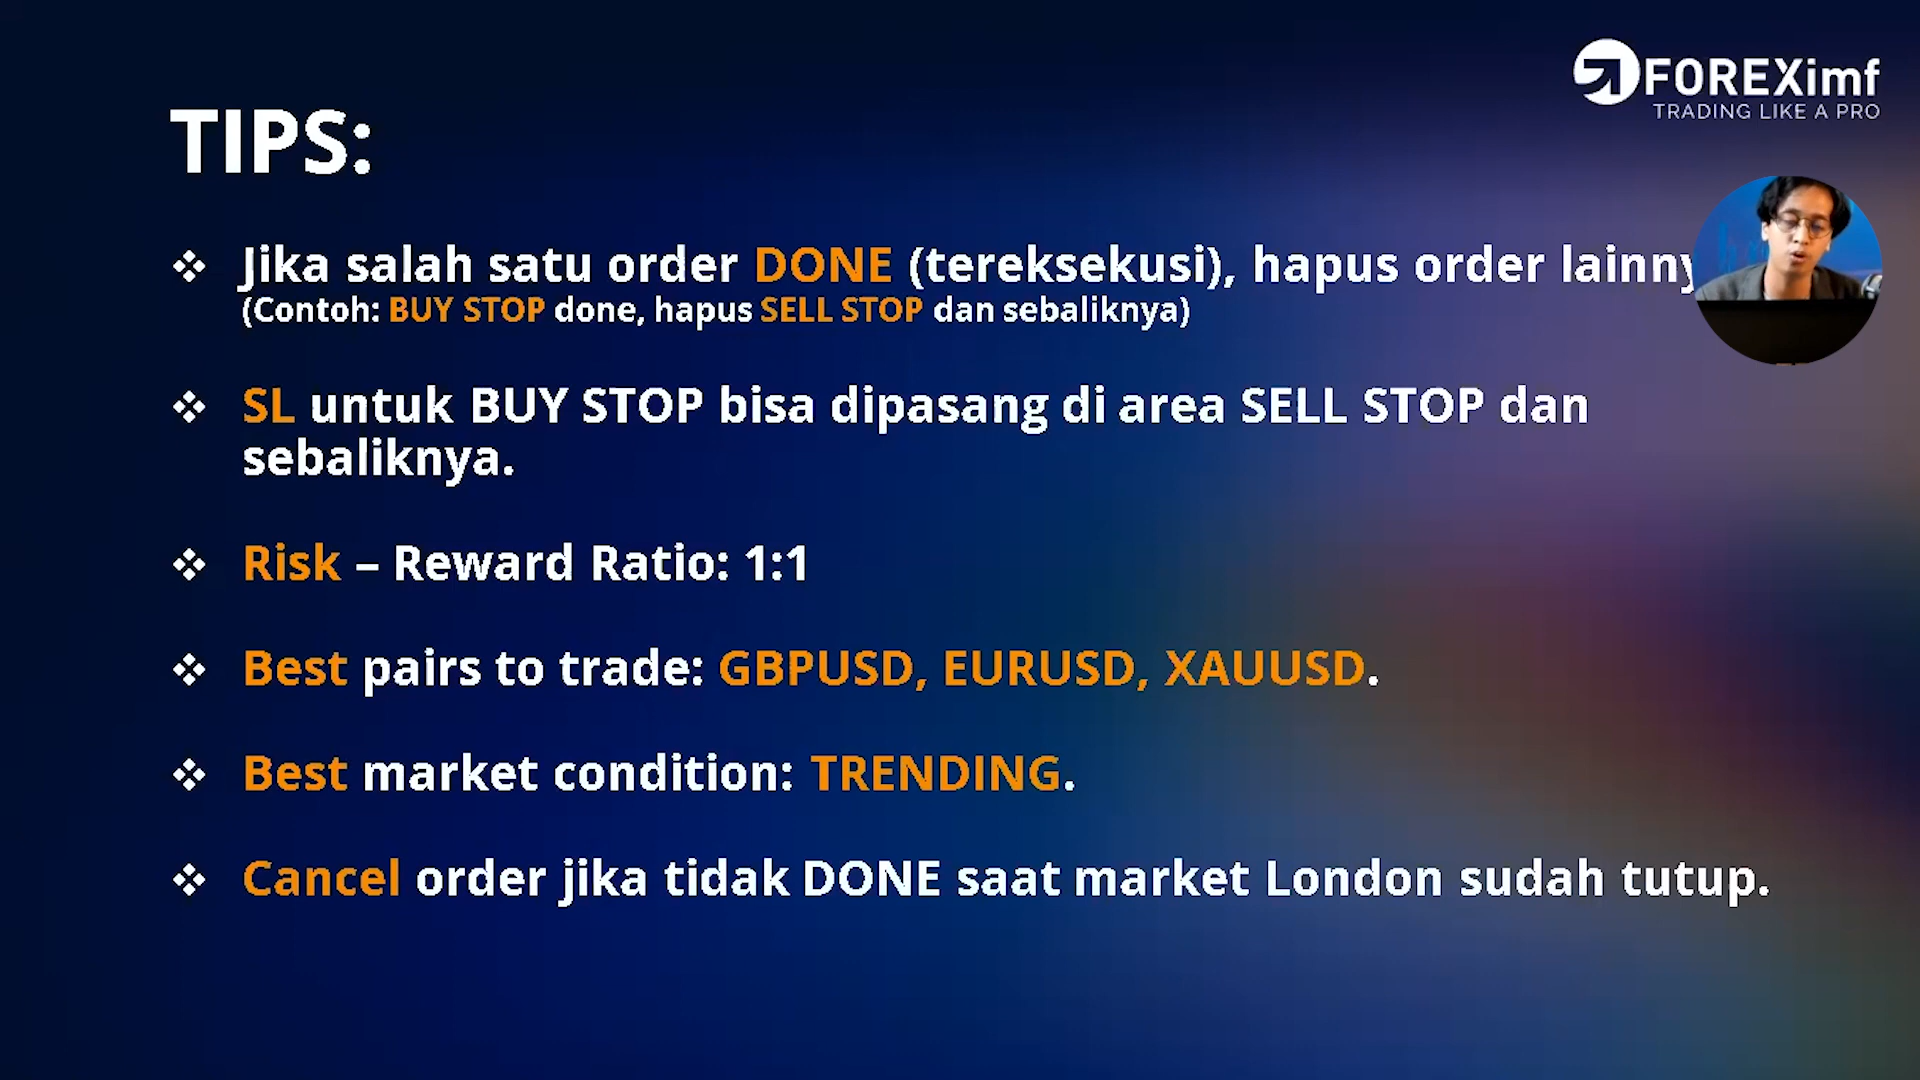 FOREXimf
TRADING LIKE A PRO
TIPS:
❖ Jika salah satu order DONE (tereksekusi), hapus order
(Contoh: BUY STOP done, hapus SELL STOP dan sebaliknya)
❖ SL untuk BUY STOP bisa dipasang di area SELL STOP dan
sebaliknya.
❖ Risk – Reward Ratio: 1:1
❖ Best pairs to trade: GBPUSD, EURUSD, XAUUSD.
❖ Best market condition: TRENDING.
❖ Cancel order jika tidak DONE saat market London sudah tutup.